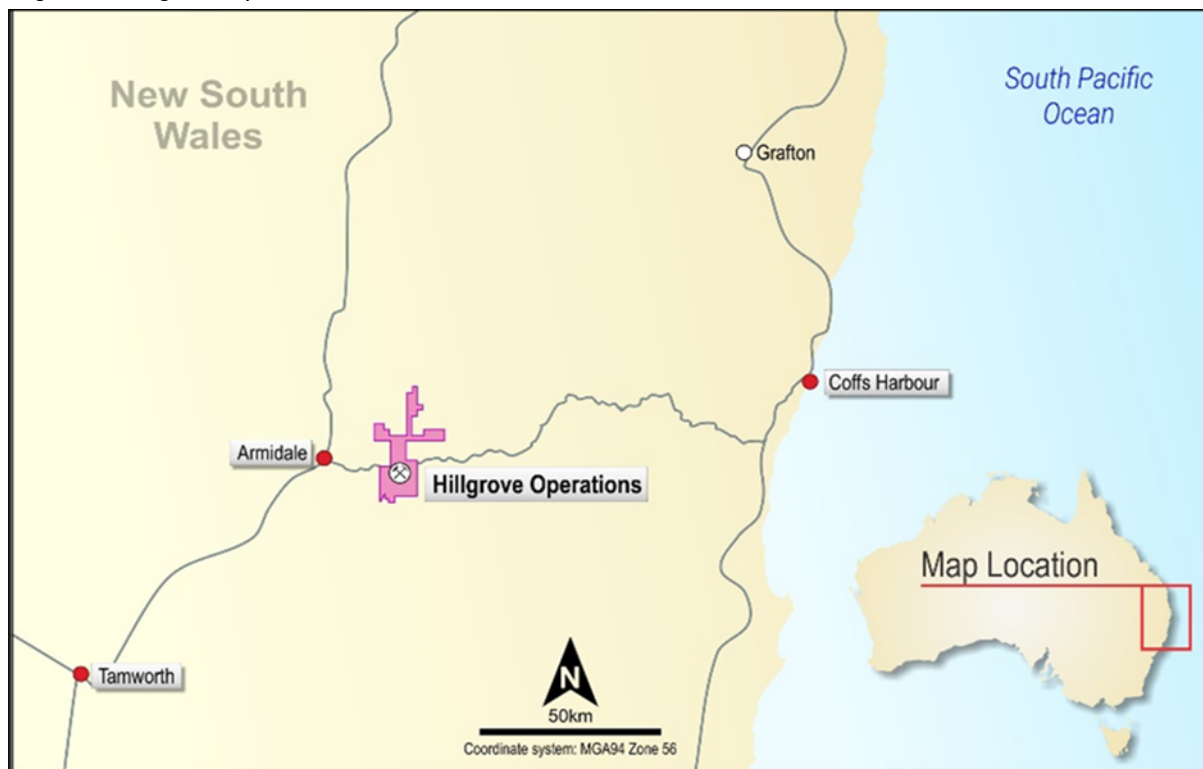 New South
Wales
South Pacific
Ocean
Grafton
Coffs Harbour
Armidale
Hillgrove Operations
Map Location
Tamworth
N
50km
Coordinate system: MGA94 Zone 56